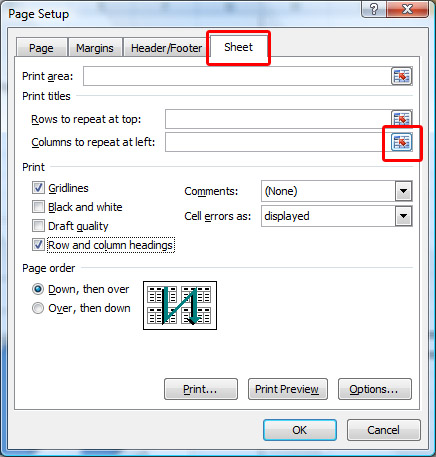 Page Setup
Page
Margins
Header/Footer
Sheet
Print area:
Print titles
Rows to repeat at top:
Columns to repeat at left:
Print
Gridlines
Black and white
Draft quality
Row and column headings
Comments: (None)
Cell errors as: displayed
Page order
Down, then over
Over, then down
Print...
Print Preview
Options...
OK
Cancel